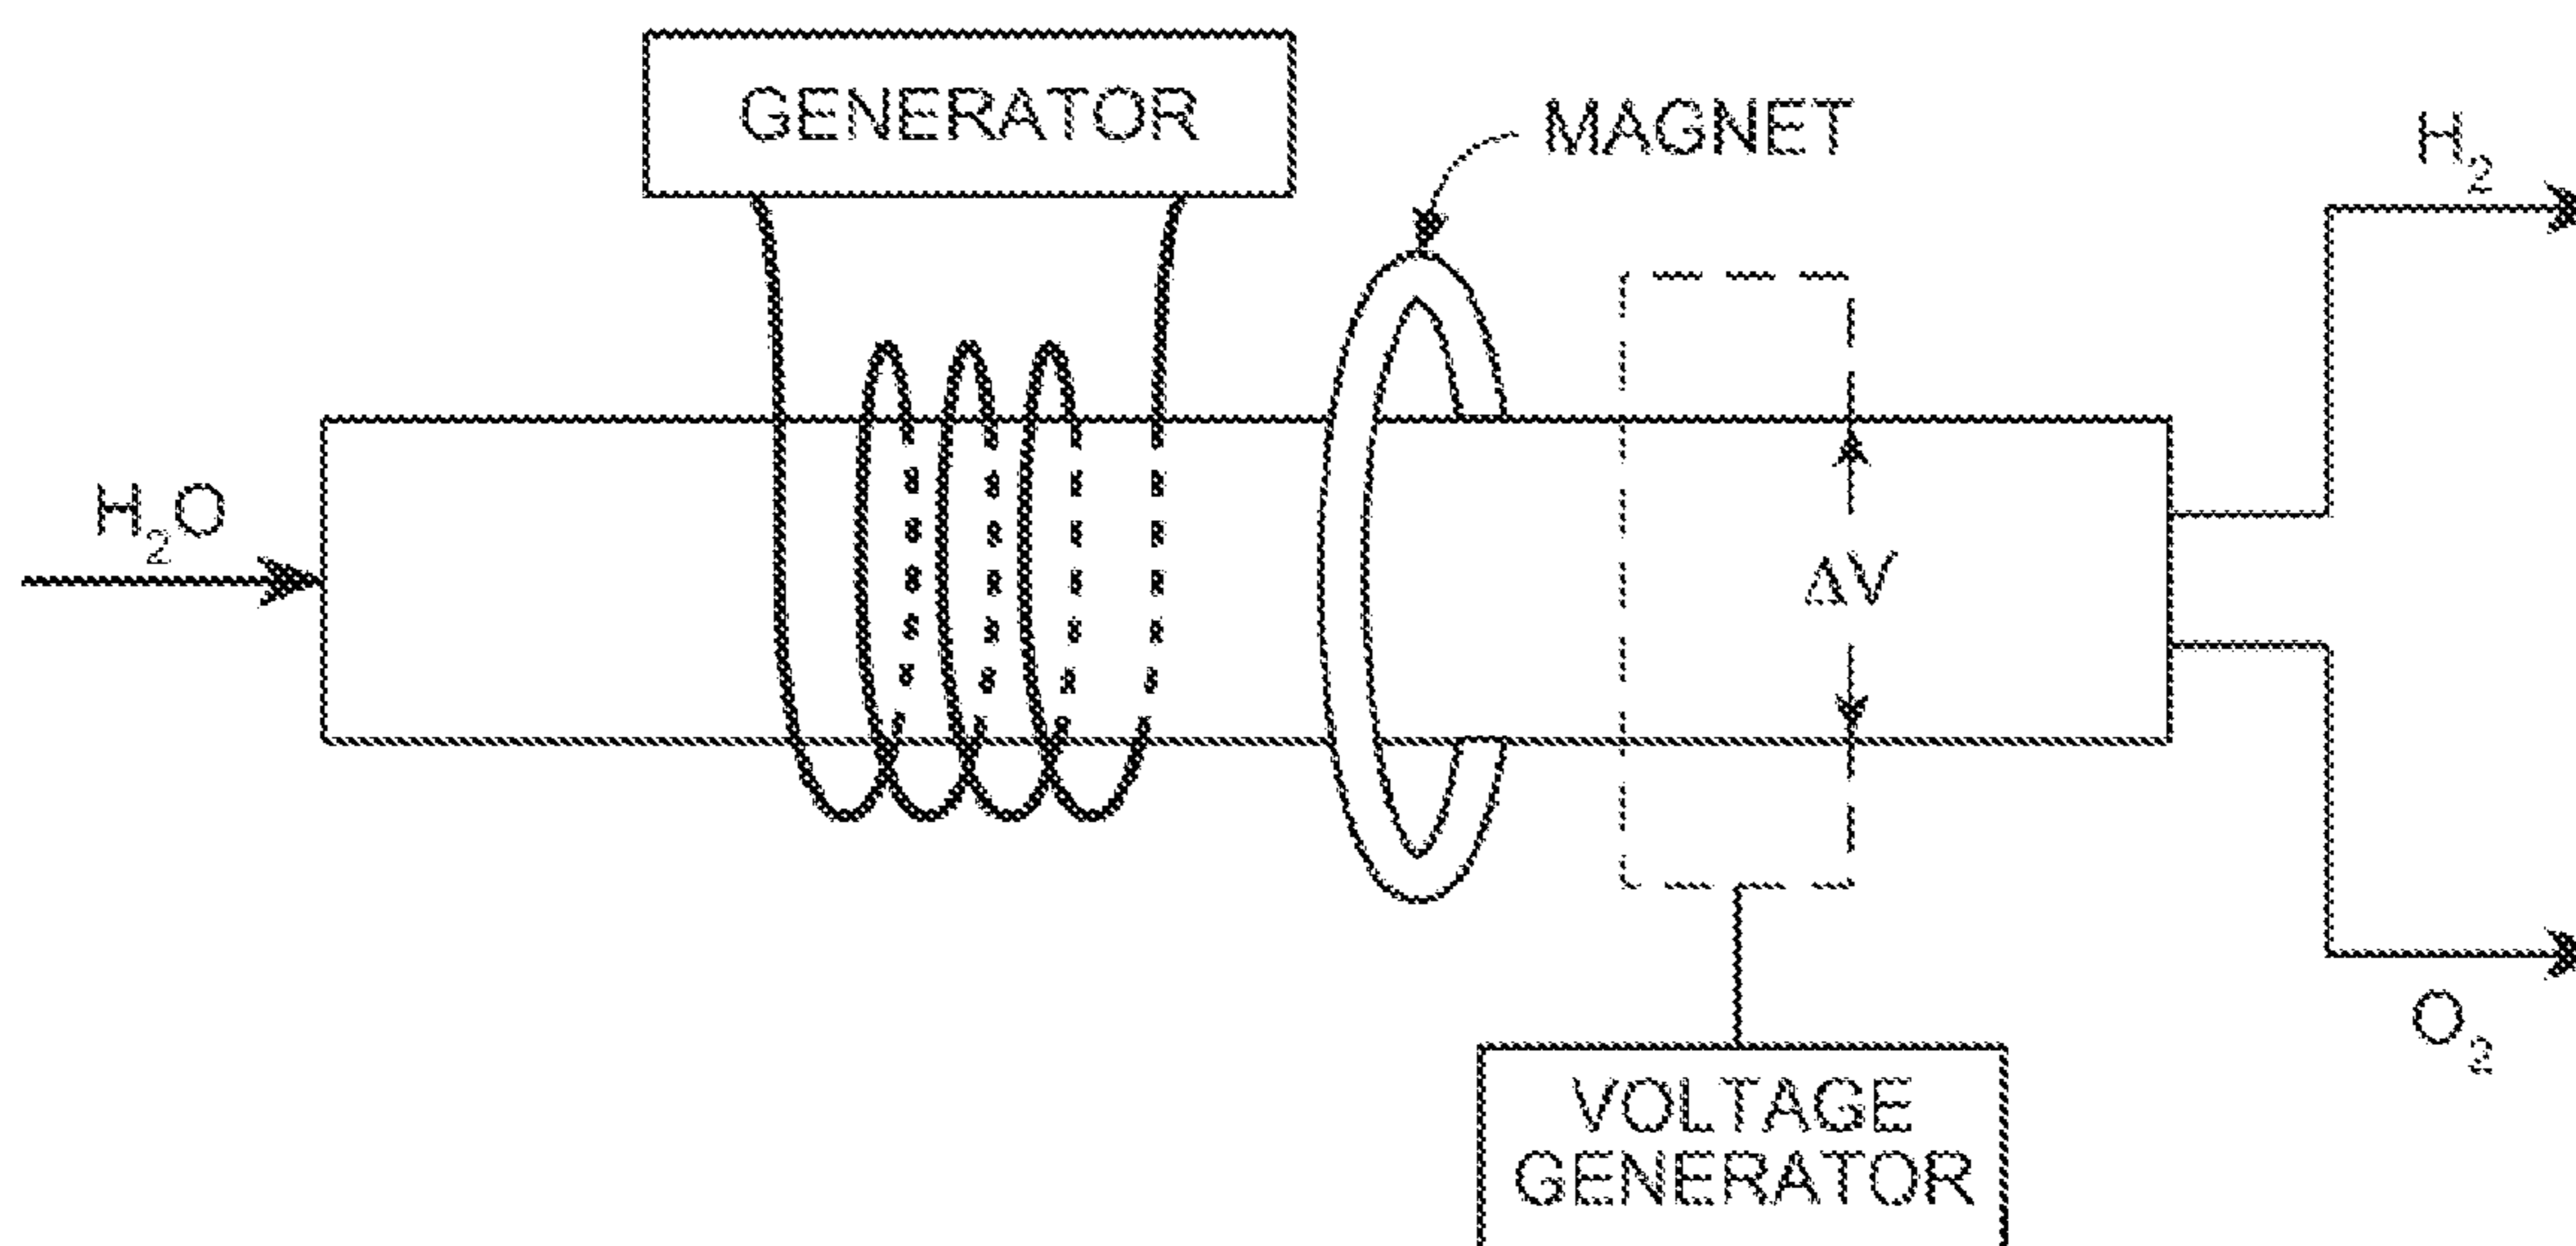 GENERATOR
MAGNET
H₂
H₂O
ΔV
O₂
VOLTAGE
GENERATOR